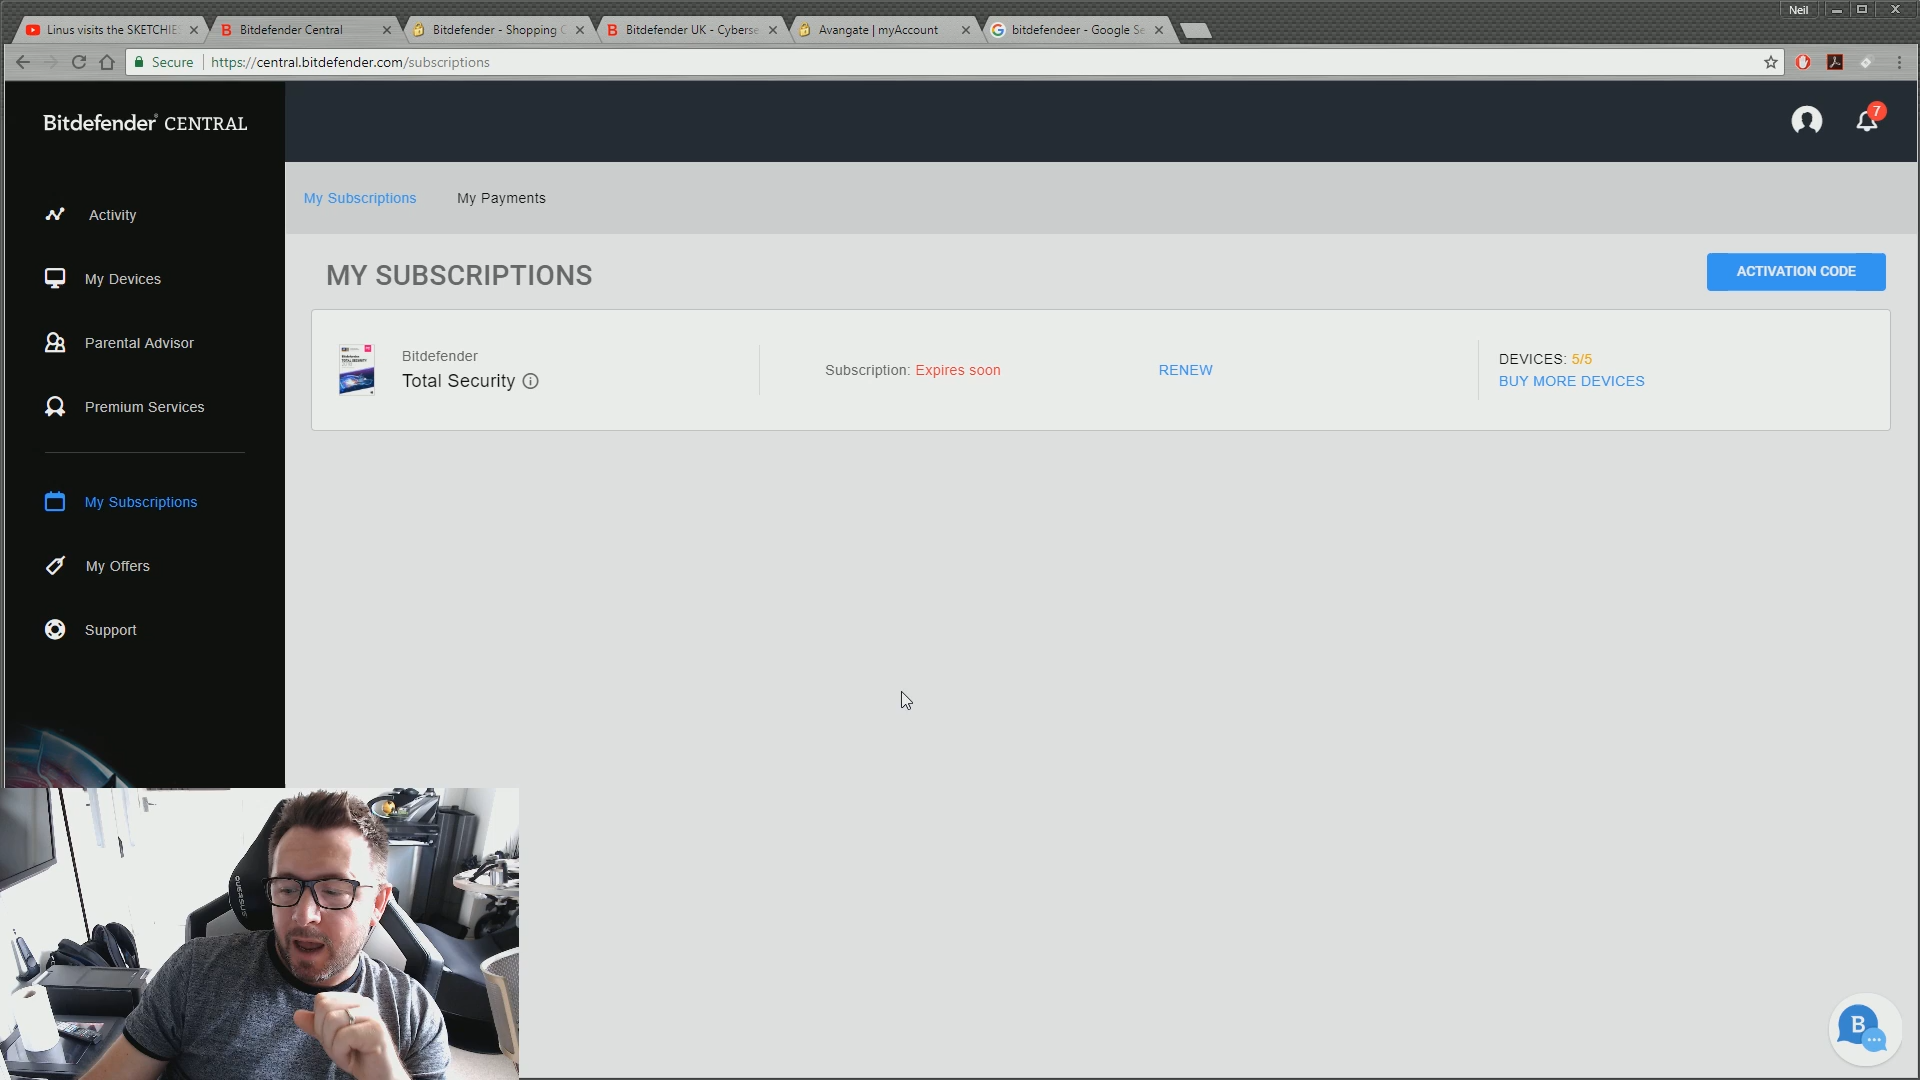 Neil
Linus visits the SKETCHIE
Bitdefender Central
Bitdefender - Shopping C
Bitdefender UK - Cyberse
Avangate | myAccount
bitdefendeer - Google Se
Secure
https://central.bitdefender.com/subscriptions
Bitdefender CENTRAL
7
Activity
My Devices
Parental Advisor
Premium Services
My Subscriptions
My Offers
Support
My Subscriptions
My Payments
MY SUBSCRIPTIONS
ACTIVATION CODE
Bitdefender
Total Security
Subscription: Expires soon
RENEW
DEVICES: 5/5
BUY MORE DEVICES
B